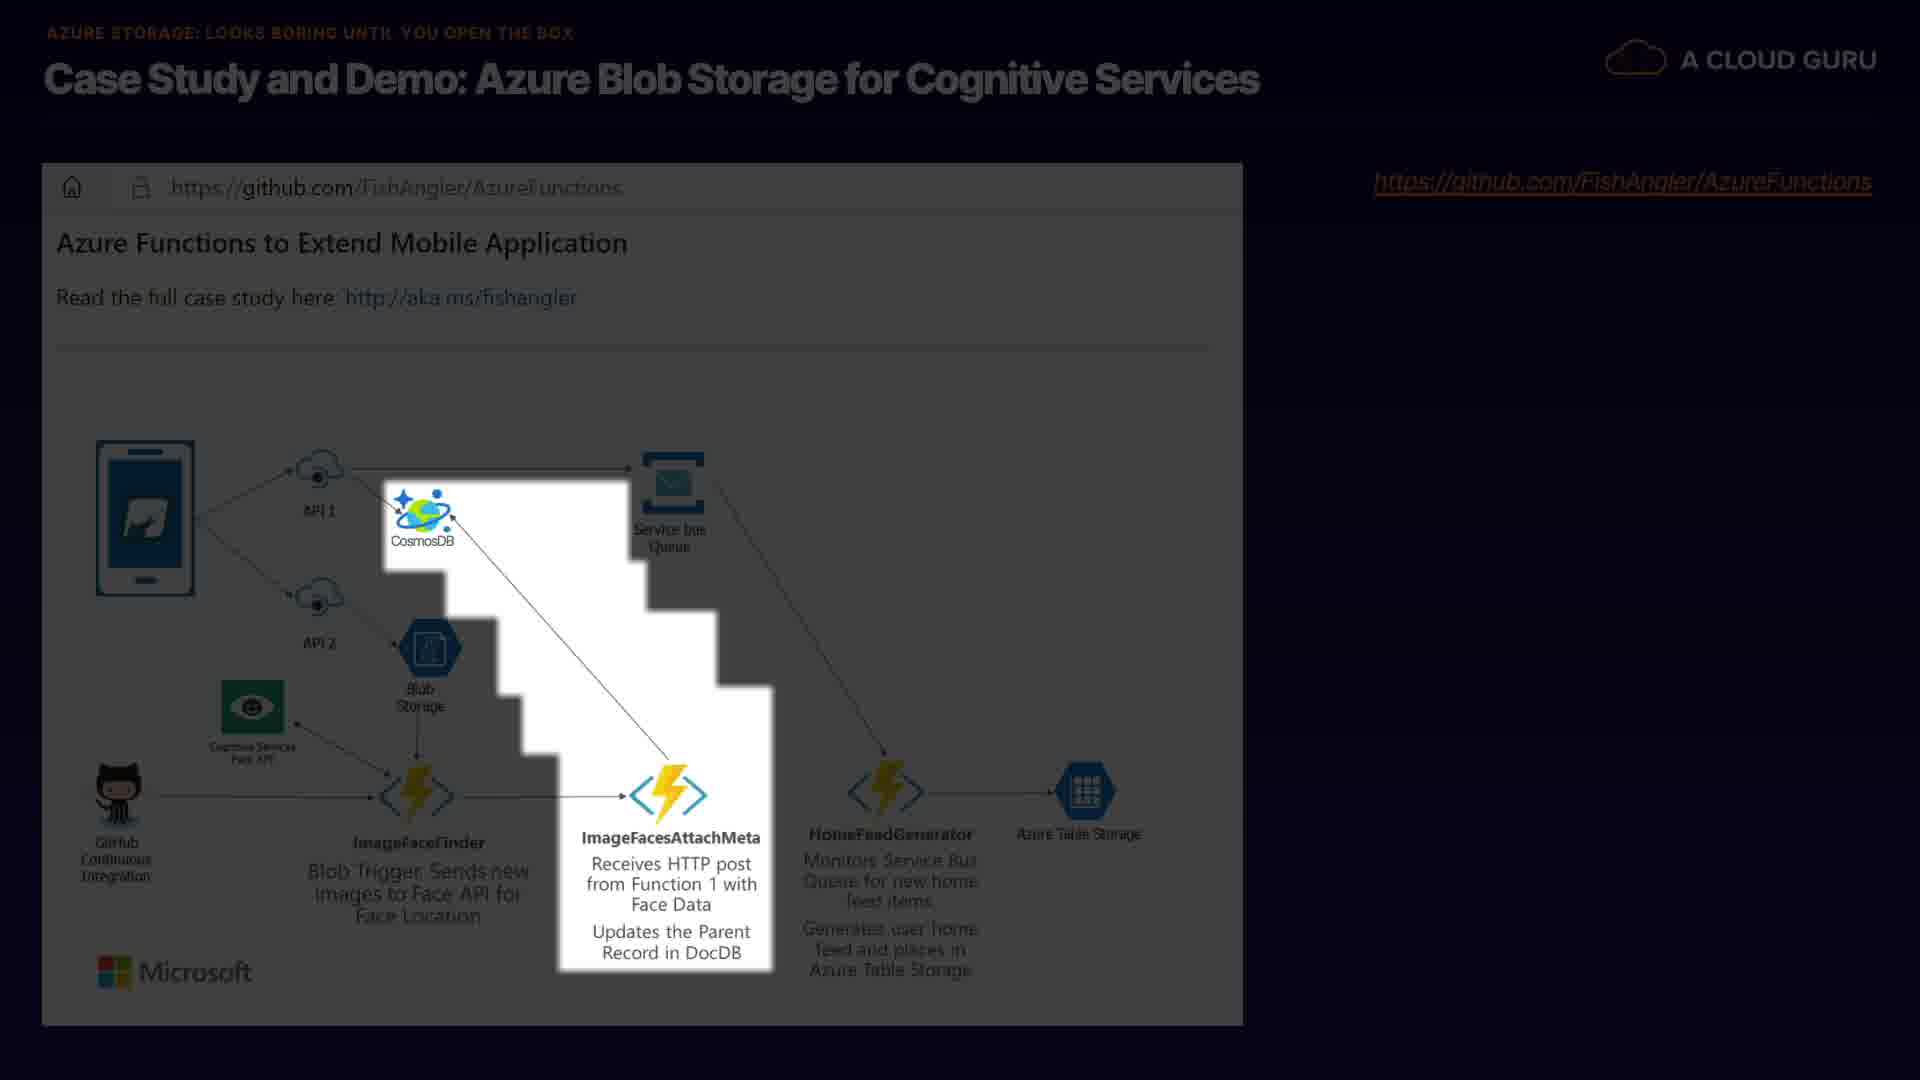 AZURE STORAGE: LOOKS BORING UNTIL YOU OPEN THE BOX
Case Study and Demo: Azure Blob Storage for Cognitive Services
A CLOUD GURU
https://github.com/FishAngler/AzureFunctions
https://github.com/FishAngler/AzureFunctions
Azure Functions to Extend Mobile Application
Read the full case study here: http://aka.ms/fishangler
API 1
CosmosDB
Service bus
Queue
API 2
Blob
Storage
Cognitive Services
Face API
GitHub
Continuous
Integration
ImageFaceFinder
Blob Trigger. Sends new
images to Face API for
Face Location
ImageFacesAttachMeta
Receives HTTP post
from Function 1 with
Face Data
Updates the Parent
Record in DocDB
HomeFeedGenerator
Monitors Service Bus
Queue for new home
feed items.
Generates user home
feed and places in
Azure Table Storage
Azure Table Storage
Microsoft